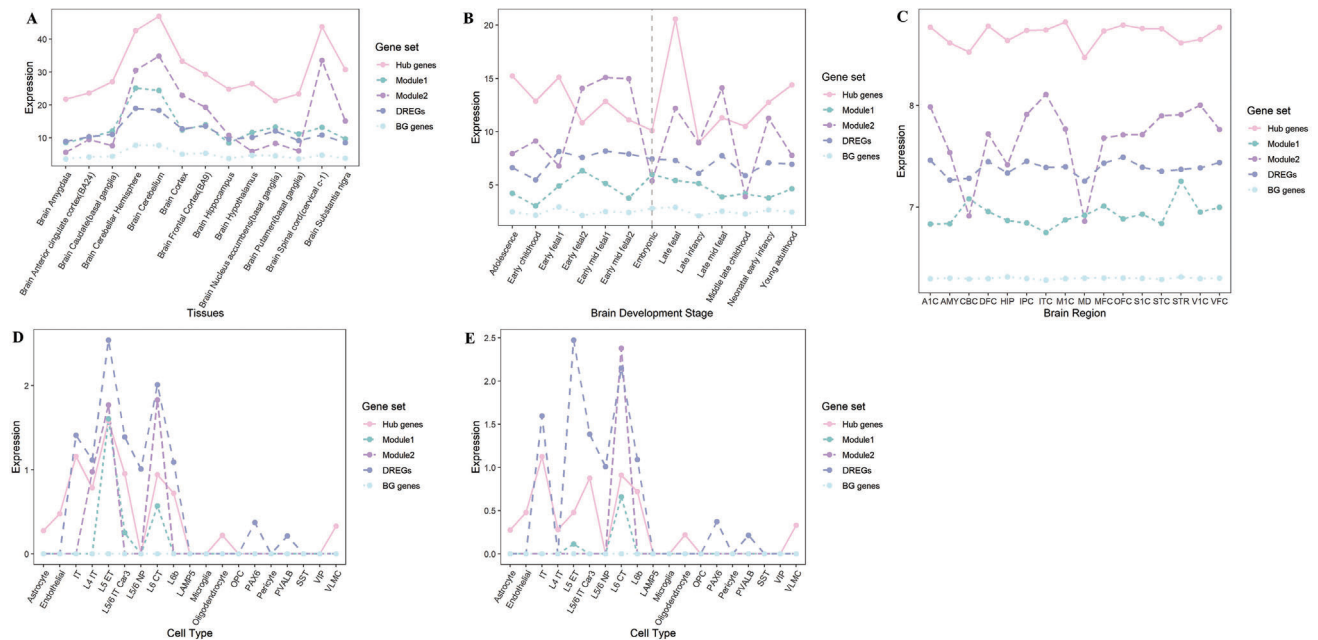 A
Expression
40
30
20
10
Brain Amygdala
Brain Anterior cingulate cortex(BA24)
Brain Caudate(basal ganglia)
Brain Cerebellar Hemisphere
Brain Cerebellum
Brain Cortex
Brain Frontal Cortex(BA9)
Brain Hippocampus
Brain Hypothalamus
Brain Nucleus accumbens(basal ganglia)
Brain Putamen(basal ganglia)
Brain Spinal cord(cervical c-1)
Brain Substantia nigra
Tissues
Gene set
Hub genes
Module1
Module2
DREGs
BG genes
B
Expression
20
15
10
5
Adolescence
Early childhood
Early fetal1
Early fetal2
Early mid fetal1
Early mid fetal2
Embryonic
Late fetal
Late infancy
Late mid fetal
Middle late childhood
Neonatal early infancy
Young adulthood
Brain Development Stage
Gene set
Hub genes
Module1
Module2
DREGs
BG genes
C
Expression
8
7
A1C AMY CBC DFC HIP IPC ITC M1C MD MFC OFC S1C STC STR V1C VFC
Brain Region
Gene set
Hub genes
Module1
Module2
DREGs
BG genes
D
Expression
2
1
0
Astrocyte
Endothelial
IT
L4 IT
L5 ET
L5/6 IT Car3
L5/6 NP
L6 CT
L6b
LAMP5
Microglia
Oligodendrocyte
OPC
PAX6
Pericyte
PVALB
SST
VIP
VLMC
Cell Type
Gene set
Hub genes
Module1
Module2
DREGs
BG genes
E
Expression
2.5
2.0
1.5
1.0
0.5
0.0
Astrocyte
Endothelial
IT
L4 IT
L5 ET
L5/6 IT Car3
L5/6 NP
L6 CT
L6b
LAMP5
Microglia
Oligodendrocyte
OPC
PAX6
Pericyte
PVALB
SST
VIP
VLMC
Cell Type
Gene set
Hub genes
Module1
Module2
DREGs
BG genes